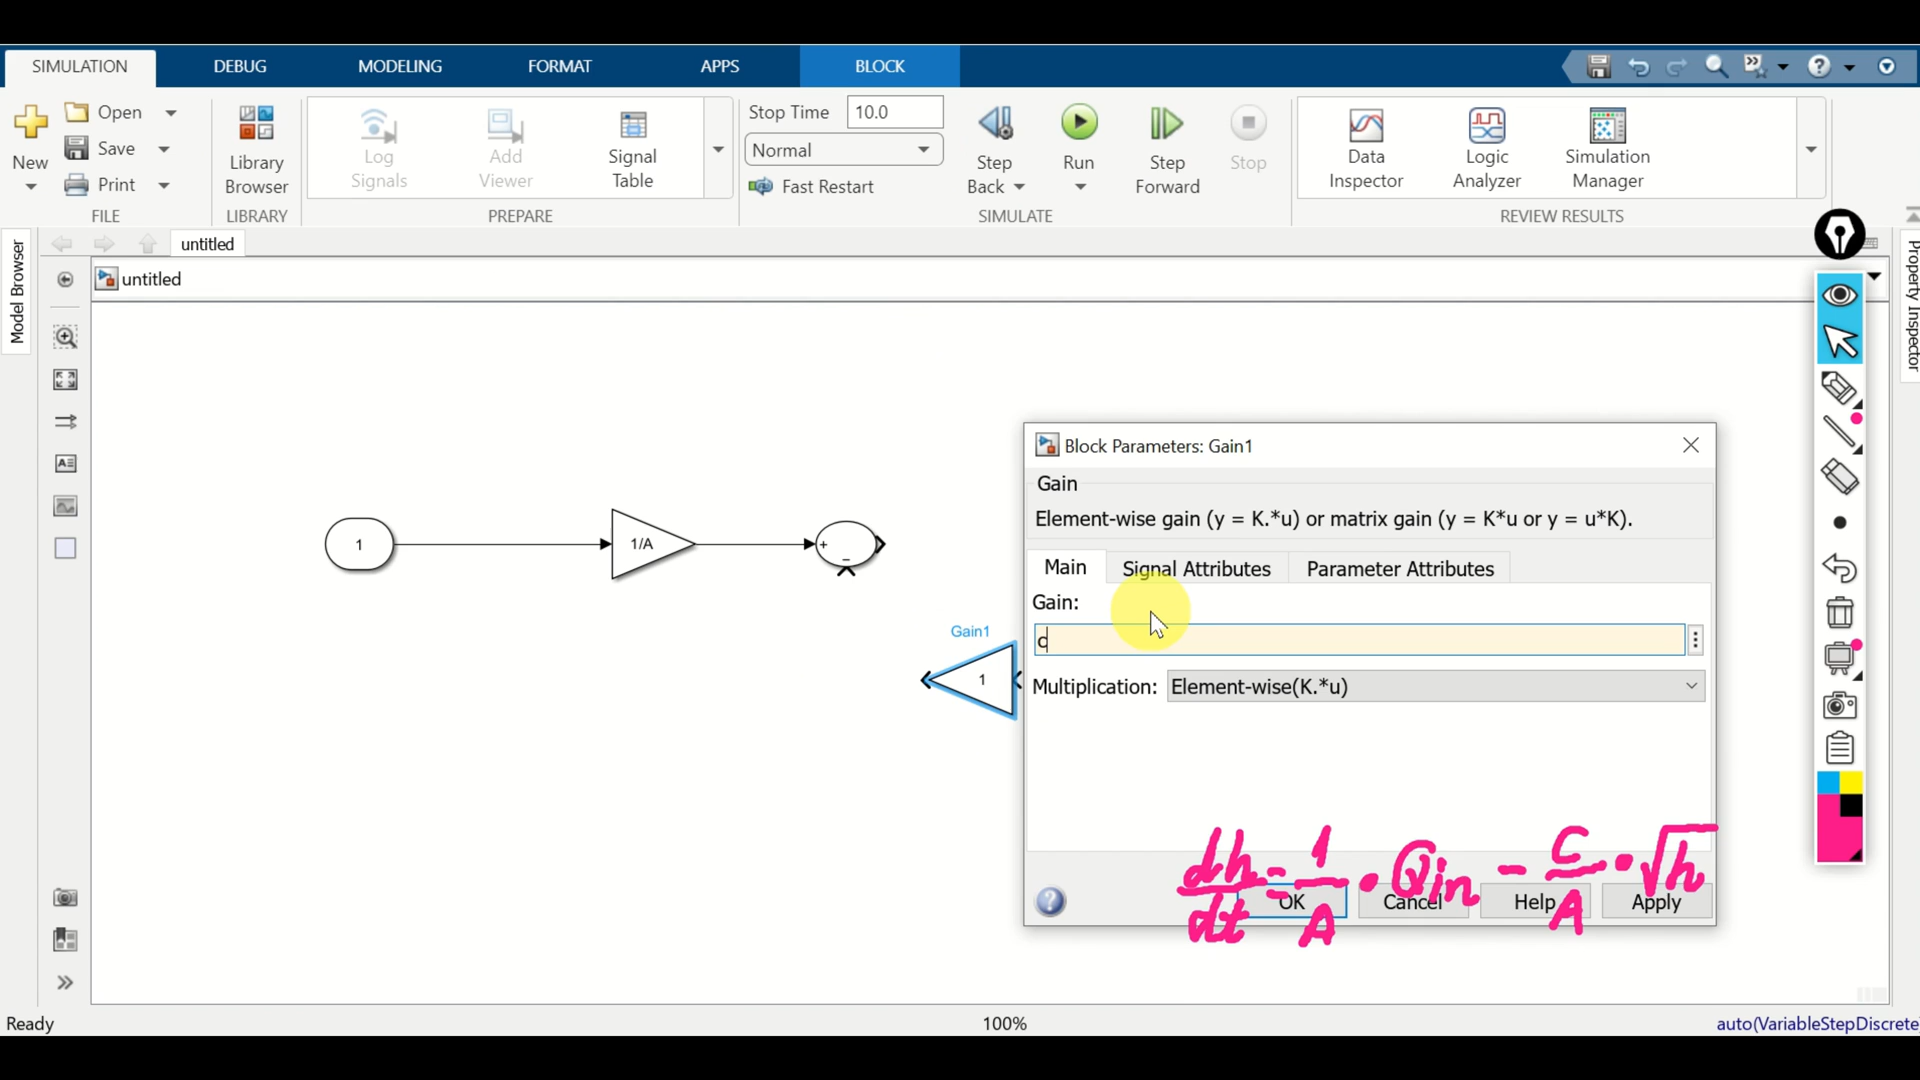 SIMULATION DEBUG MODELING FORMAT APPS BLOCK
New
Open
Save
Print
FILE
Library
Browser
LIBRARY
Log
Signals
Add
Viewer
Signal
Table
PREPARE
Stop Time 10.0
Normal
Fast Restart
Step
Back
Run
Step
Forward
Stop
SIMULATE
Data
Inspector
Logic
Analyzer
Simulation
Manager
REVIEW RESULTS
Model Browser
untitled
untitled
Property Inspector
1
1/A
+
−
Gain1
1
Block Parameters: Gain1
Gain
Element-wise gain (y = K.*u) or matrix gain (y = K*u or y = u*K).
Main Signal Attributes Parameter Attributes
Gain:
c
Multiplication: Element-wise(K.*u)
OK Cancel Help Apply
dh/dt = 1/A • Qin - C/A • √h
Ready
100%
auto(VariableStepDiscrete